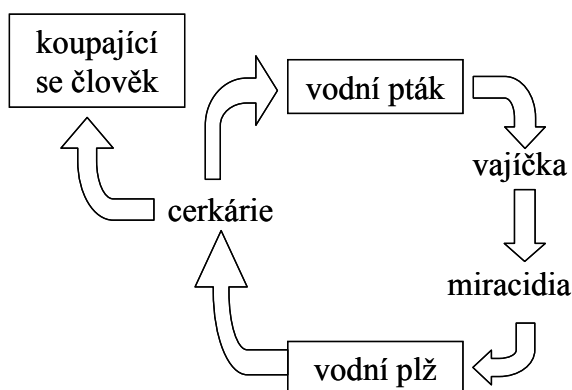 koupající
se člověk
vodní pták
vajíčka
cerkárie
miracidia
vodní plž